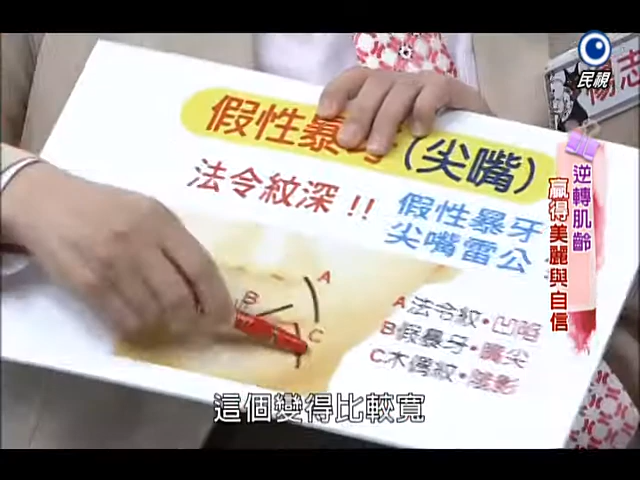 民視
楊志
假性暴牙(尖嘴)
法令紋深!!
假性暴牙
尖嘴雷公
A
B
C
A法令紋·凹陷
B假暴牙·嘴尖
C木偶紋·陰影
逆轉肌齡
贏得美麗與自信
這個變得比較寬